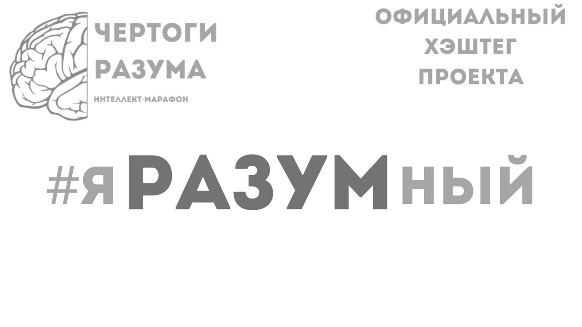 ЧЕРТОГИ
РАЗУМА
ИНТЕЛЛЕКТ-МАРАФОН
ОФИЦИАЛЬНЫЙ
ХЭШТЕГ
ПРОЕКТА
#яРАЗУМный